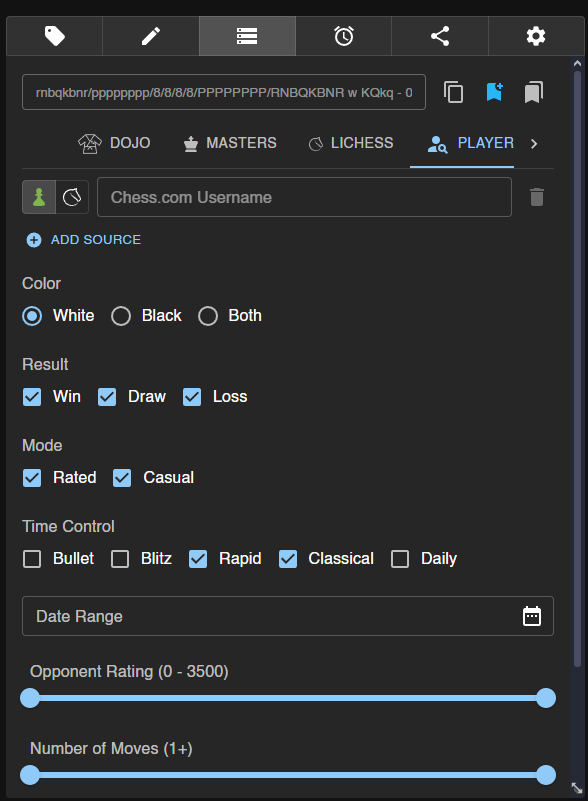 rnbqkbnr/pppppppp/8/8/8/8/PPPPPPPP/RNBQKBNR w KQkq - 0
DOJO MASTERS LICHESS PLAYER
Chess.com Username
ADD SOURCE
Color
White Black Both
Result
Win Draw Loss
Mode
Rated Casual
Time Control
Bullet Blitz Rapid Classical Daily
Date Range
Opponent Rating (0 - 3500)
Number of Moves (1+)